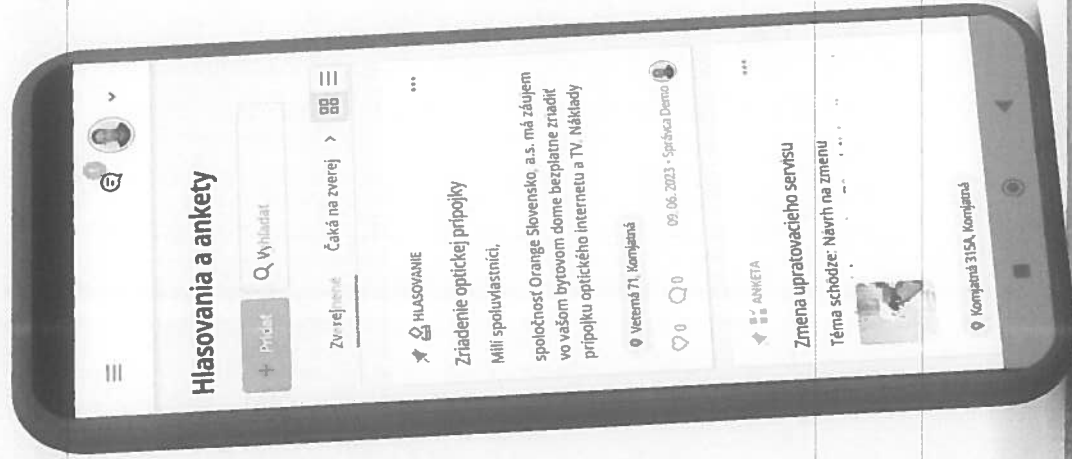 Hlasovania a ankety
+ Pridať
Vyhľadať
Zverejnené
Čaká na zverej
HLASOVANIE
Zriadenie optickej prípojky
Milí spoluvlastníci,
spoločnosť Orange Slovensko, a.s. má záujem
vo vašom bytovom dome bezplatne zriadiť
prípojku optického internetu a TV. Náklady
Veterná 71, Komjatná
0
0
09. 06. 2023 • Správca Demo
ANKETA
Zmena upratovacieho servisu
Téma schôdze: Návrh na zmenu
Komjatná 315A, Komjatná